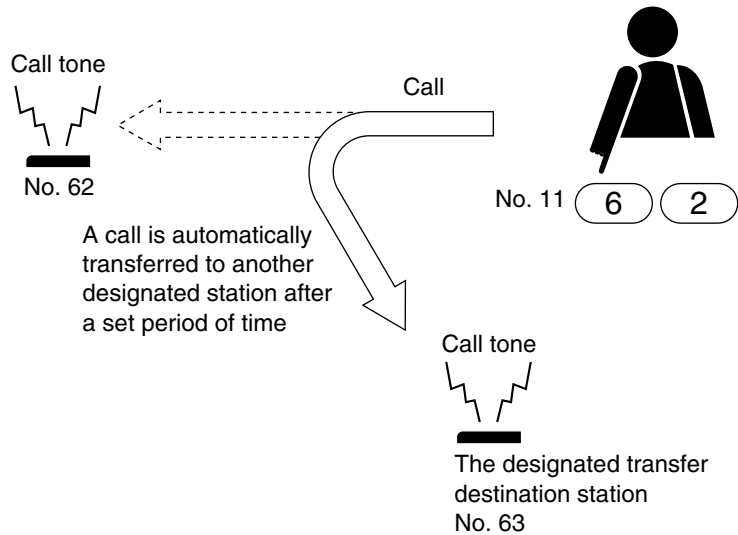 Call tone
Call
No. 62
No. 11 6 2
A call is automatically
transferred to another
designated station after
a set period of time
Call tone
The designated transfer
destination station
No. 63